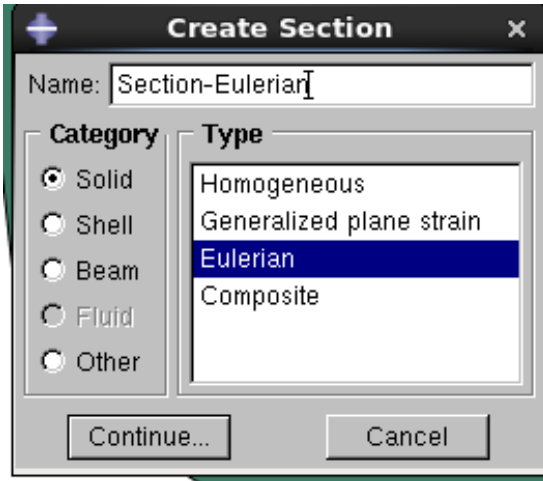 Create Section
Name: Section-Eulerian
Category
Solid
Shell
Beam
Fluid
Other
Type
Homogeneous
Generalized plane strain
Eulerian
Composite
Continue...
Cancel